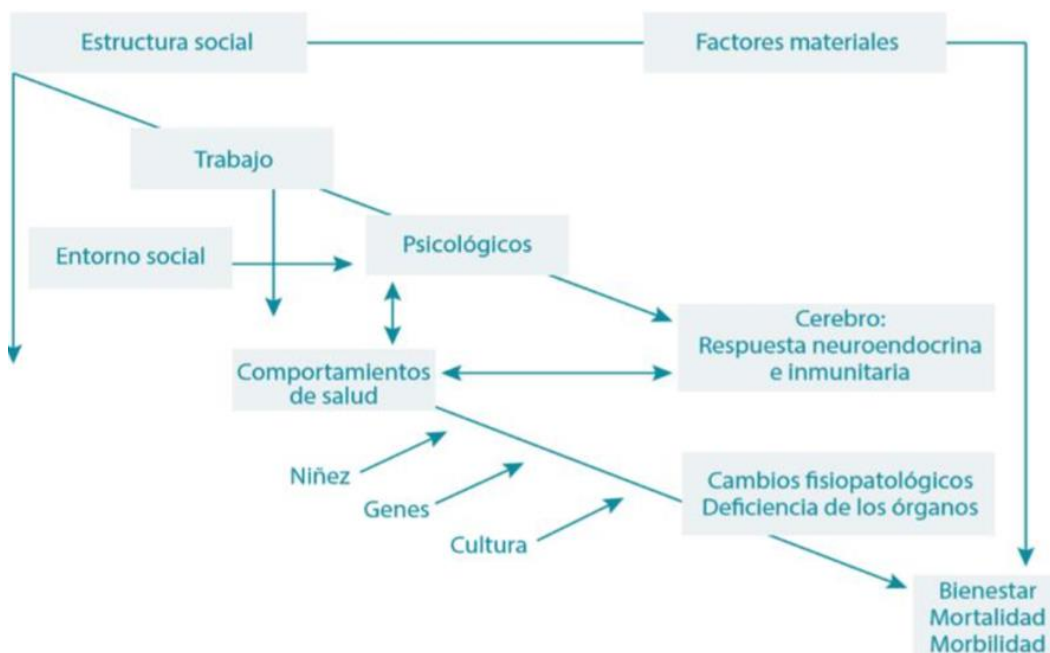 Estructura social
Factores materiales
Trabajo
Psicológicos
Entorno social
Cerebro:
Respuesta neuroendocrina
e inmunitaria
Comportamientos
de salud
Niñez
Genes
Cultura
Cambios fisiopatológicos
Deficiencia de los órganos
Bienestar
Mortalidad
Morbilidad